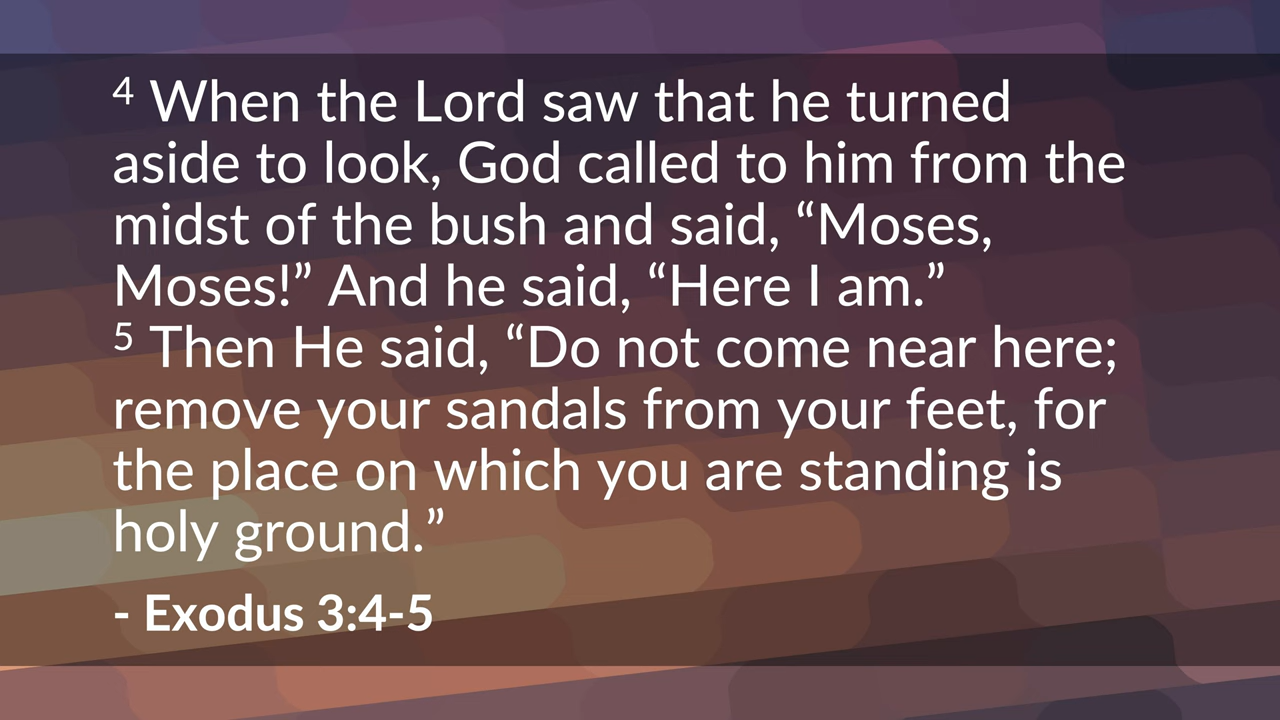 4 When the Lord saw that he turned
aside to look, God called to him from the
midst of the bush and said, “Moses,
Moses!” And he said, “Here I am.”
5 Then He said, “Do not come near here;
remove your sandals from your feet, for
the place on which you are standing is
holy ground.”
- Exodus 3:4-5